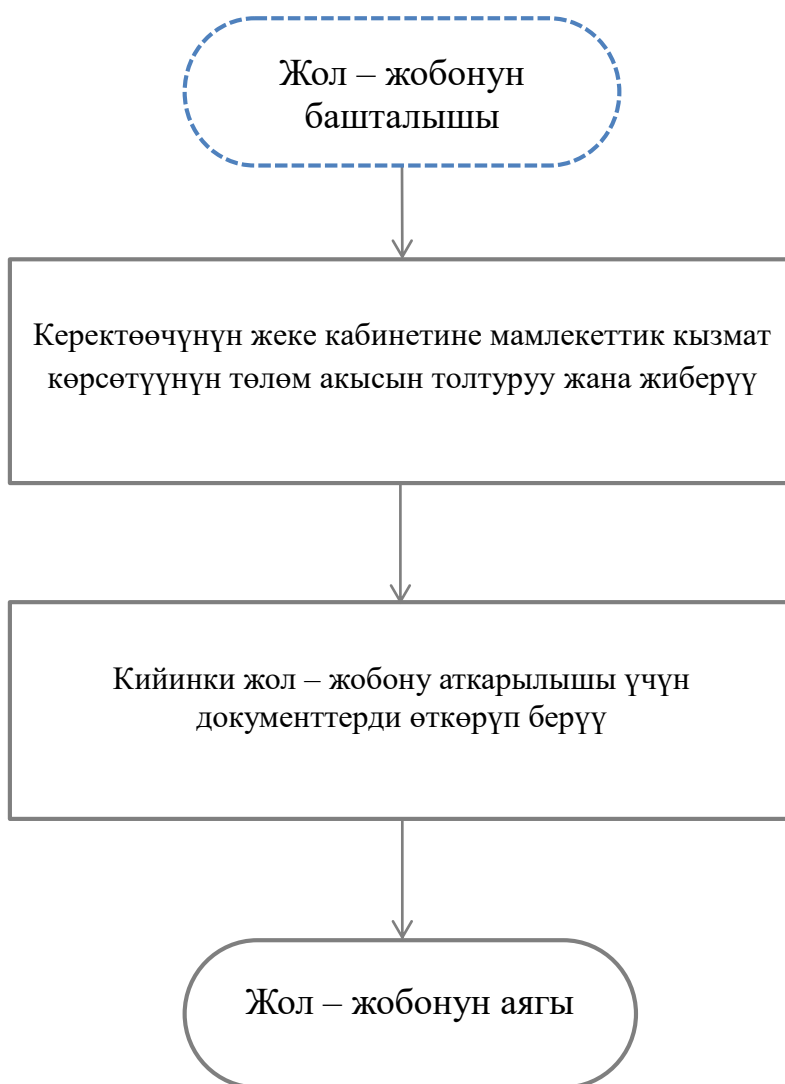 Жол – жобонун
башталышы
Керектөөчүнүн жеке кабинетине мамлекеттик кызмат
көрсөтүүнүн төлөм акысын толтуруу жана жиберүү
Кийинки жол – жобону аткарылышы үчүн
документтерди өткөрүп берүү
Жол – жобонун аягы